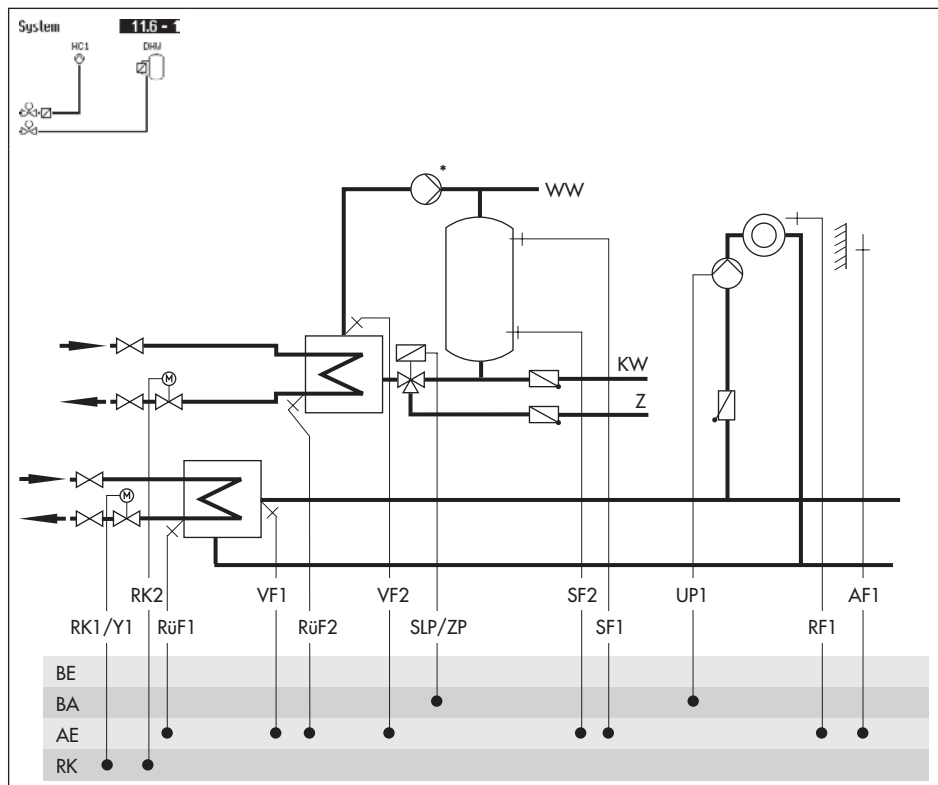 System 11.6 - 1
HC1 DHW
*
WW
M
KW
Z
M
RK2 VF1 VF2 SF2 UP1 AF1
RK1/Y1 RüF1 RüF2 SLP/ZP SF1 RF1
BE
BA
AE
RK